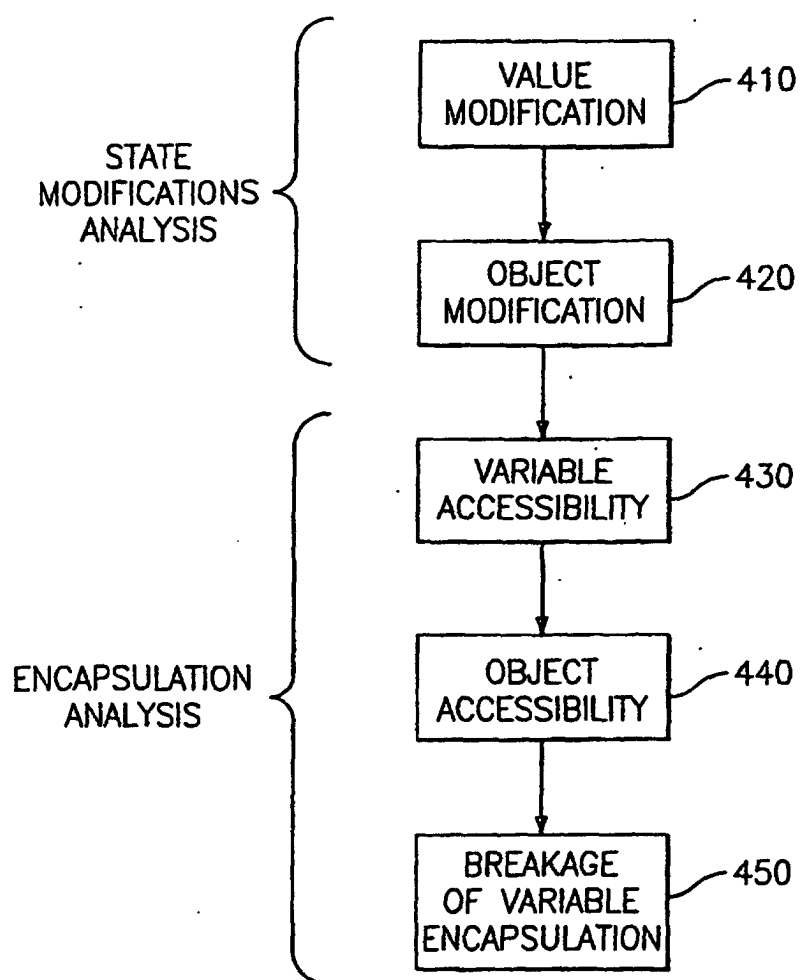 VALUE
MODIFICATION
410
STATE
MODIFICATIONS
ANALYSIS
OBJECT
MODIFICATION
420
VARIABLE
ACCESSIBILITY
430
ENCAPSULATION
ANALYSIS
OBJECT
ACCESSIBILITY
440
BREAKAGE
OF VARIABLE
ENCAPSULATION
450